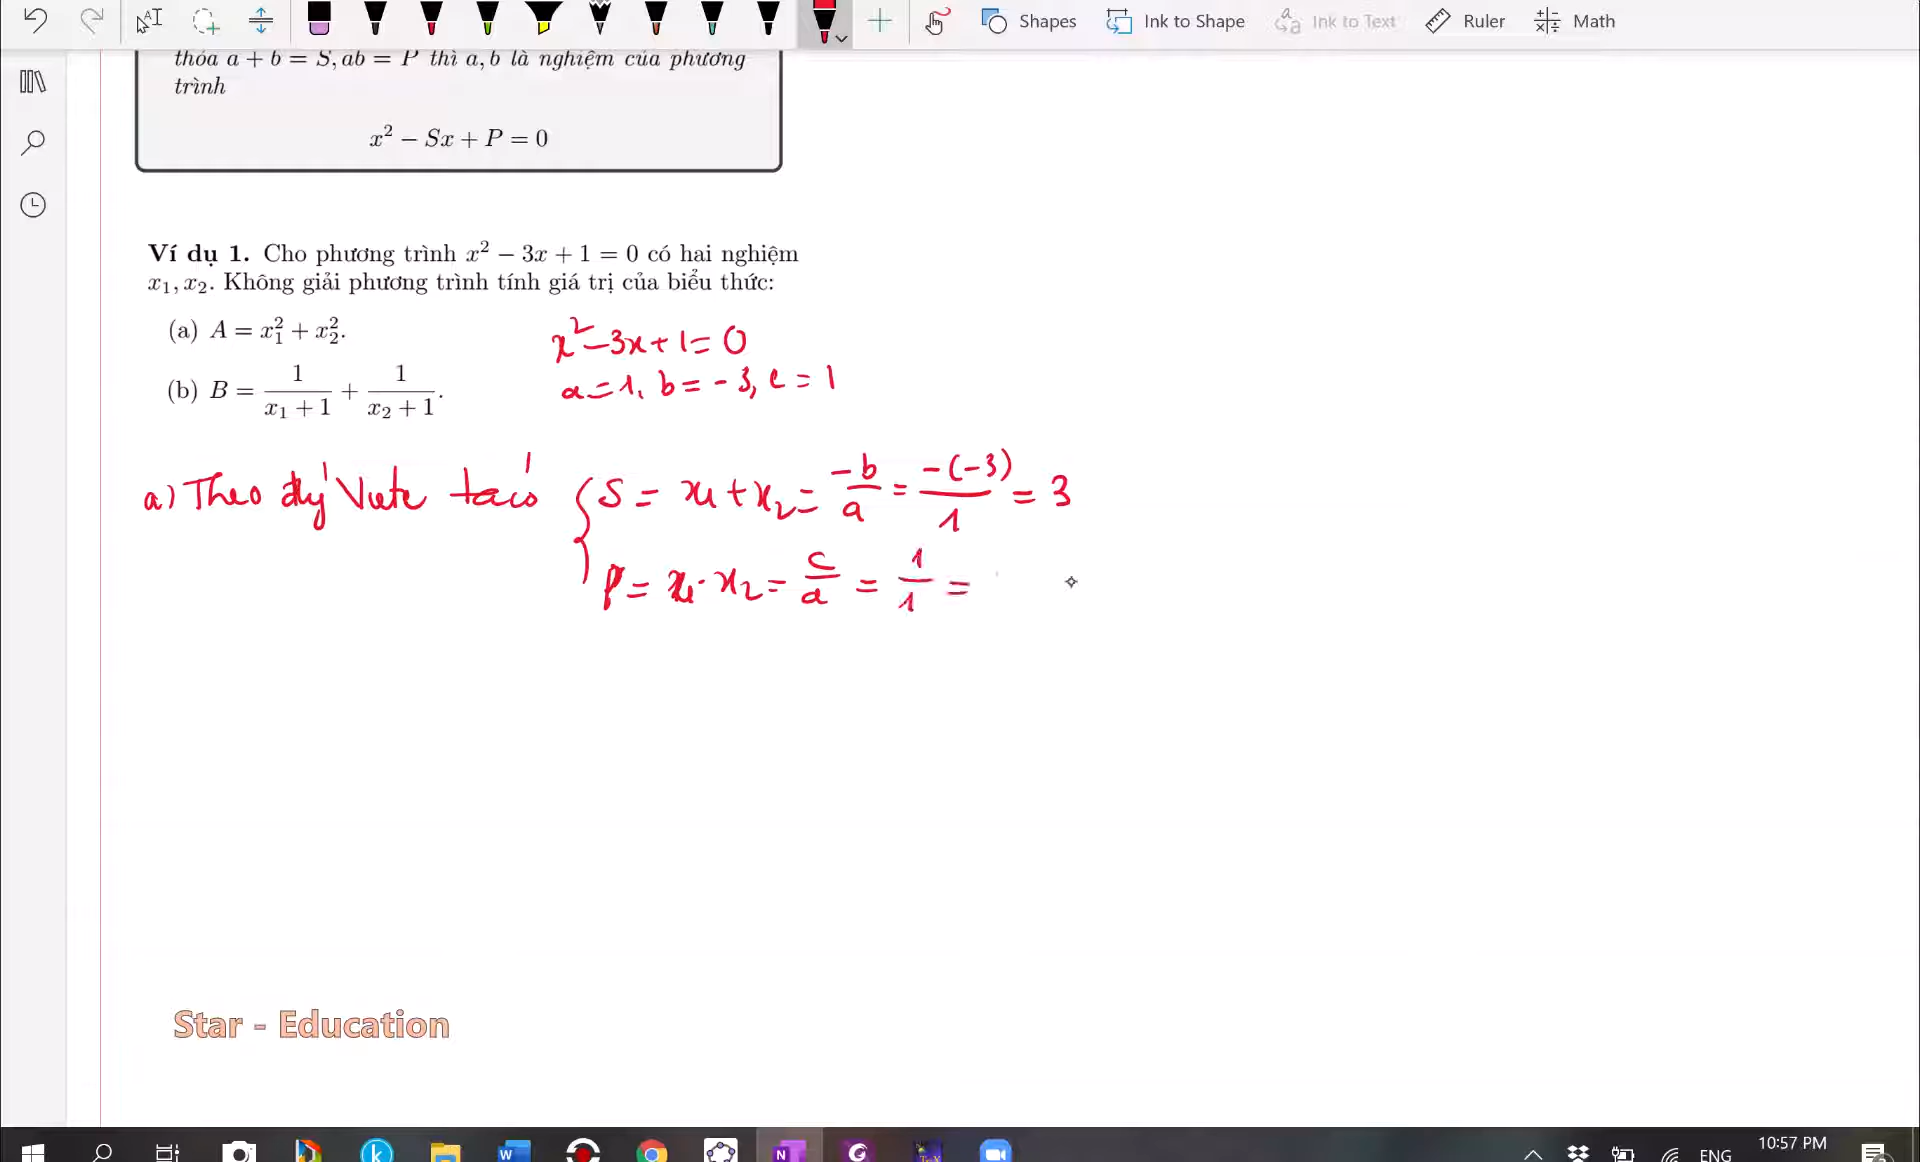 Shapes Ink to Shape Ink to Text Ruler Math
thỏa a + b = S, ab = P thì a, b là nghiệm của phương
trình
x² − Sx + P = 0
Ví dụ 1. Cho phương trình x² − 3x + 1 = 0 có hai nghiệm
x₁, x₂. Không giải phương trình tính giá trị của biểu thức:
(a) A = x₁² + x₂².
x² − 3x + 1 = 0
(b) B = 1/(x₁ + 1) + 1/(x₂ + 1).
a = 1, b = −3, c = 1
a) Theo đlý Viete ta có { S = x₁ + x₂ = −b/a = −(−3)/1 = 3
P = x₁ · x₂ = c/a = 1/1 =
Star - Education
10:57 PM
ENG